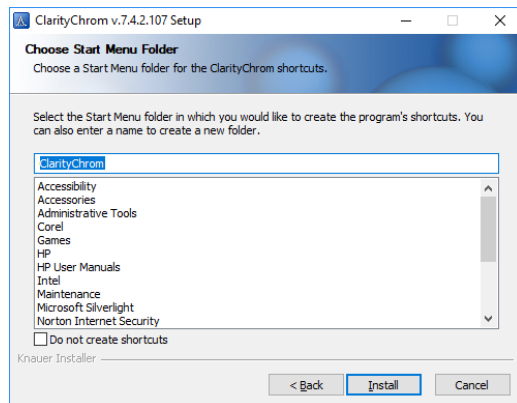 ClarityChrom v.7.4.2.107 Setup
Choose Start Menu Folder
Choose a Start Menu folder for the ClarityChrom shortcuts.
Select the Start Menu folder in which you would like to create the program's shortcuts. You
can also enter a name to create a new folder.
ClarityChrom
Accessibility
Accessories
Administrative Tools
Corel
Games
HP
HP User Manuals
Intel
Maintenance
Microsoft Silverlight
Norton Internet Security
Do not create shortcuts
Knauer Installer
< Back Install Cancel